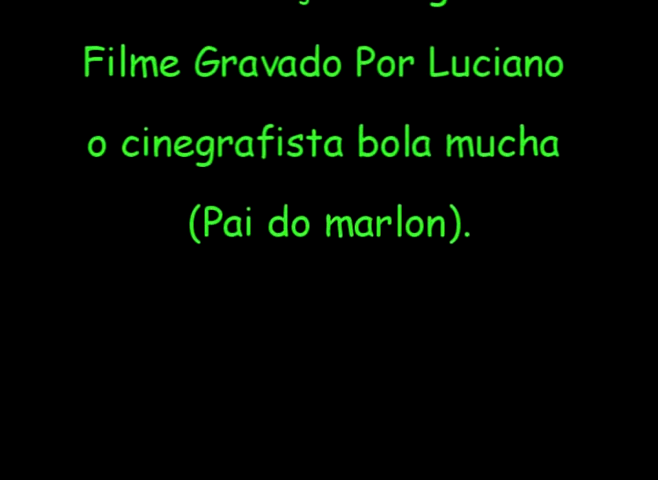 Filme Gravado Por Luciano
o cinegrafista bola mucha
(Pai do marlon).